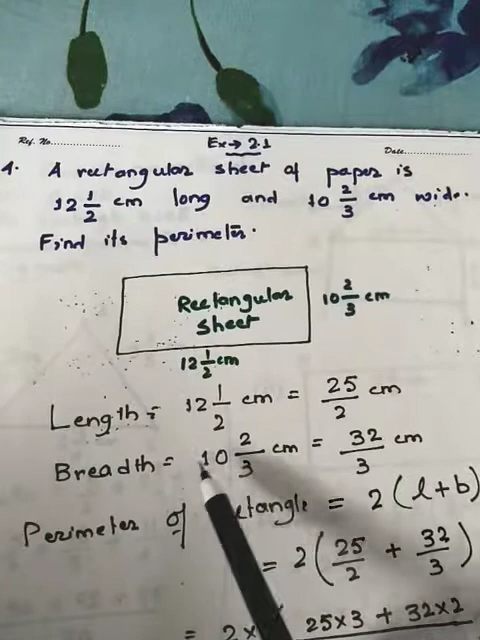 Ref. No.
Ex → 2.1
Date
4. A rectangular sheet of paper is
12 1/2 cm long and 10 2/3 cm wide.
Find its perimeter.
Rectangular
sheet
10 2/3 cm
12 1/2 cm
Length = 12 1/2 cm = 25/2 cm
Breadth = 10 2/3 cm = 32/3 cm
Perimeter of = 2 (l+b)
= 2 (25/2 + 32/3)
= 2 × 25×3 + 32×2